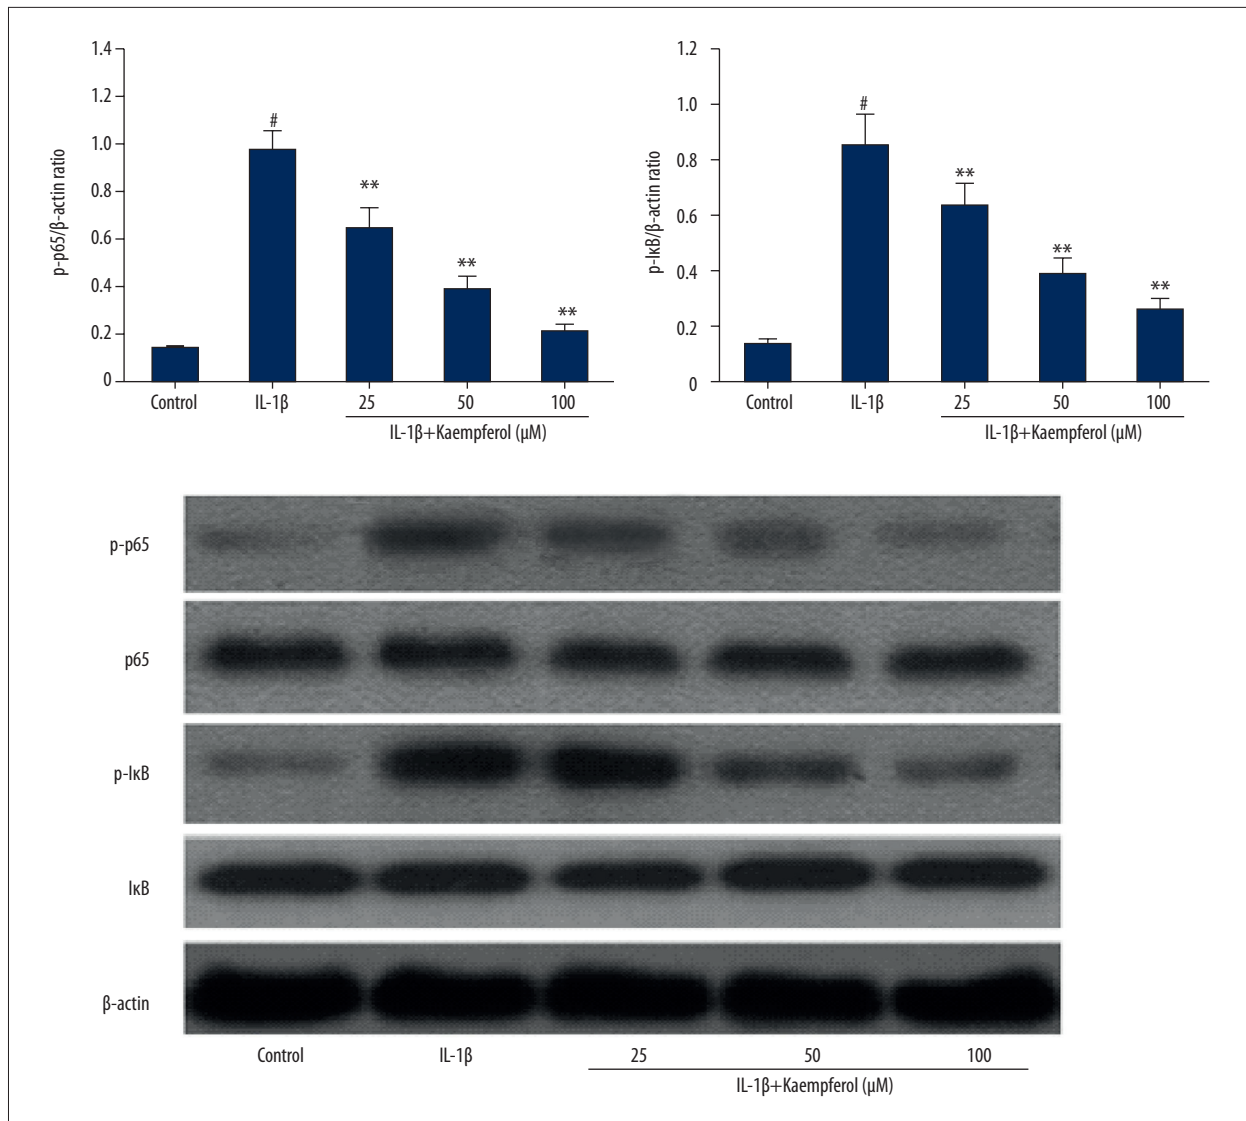 1.4
1.2
1.0
0.8
0.6
0.4
0.2
0
p-p65/β-actin ratio
#
**
**
**
Control IL-1β 25 50 100
IL-1β+Kaempferol (µM)
1.2
1.0
0.8
0.6
0.4
0.2
0
p-IκB/β-actin ratio
#
**
**
**
Control IL-1β 25 50 100
IL-1β+Kaempferol (µM)
p-p65
p65
p-IκB
IκB
β-actin
Control IL-1β 25 50 100
IL-1β+Kaempferol (µM)